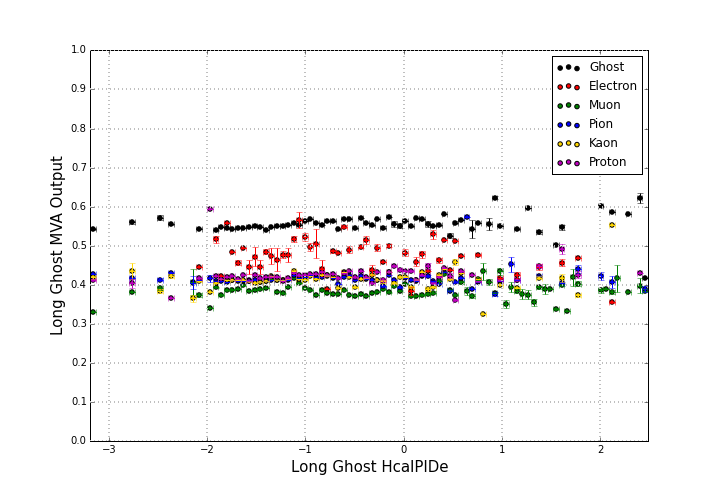 1.0
0.9
0.8
0.7
0.6
0.5
0.4
0.3
0.2
0.1
0.0
Long Ghost MVA Output
Ghost
Electron
Muon
Pion
Kaon
Proton
−3
−2
−1
0
1
2
Long Ghost HcalPIDe